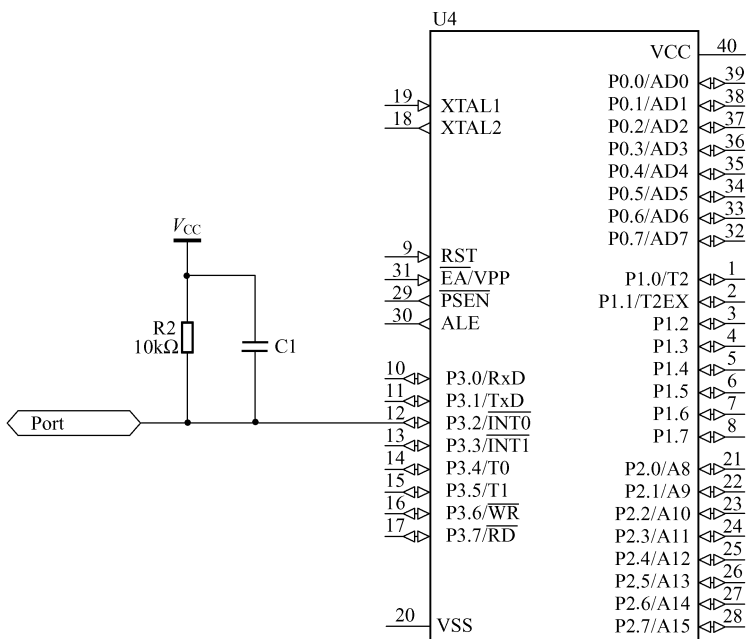 U4
VCC 40
19 XTAL1
18 XTAL2
P0.0/AD0 39
P0.1/AD1 38
P0.2/AD2 37
P0.3/AD3 36
P0.4/AD4 35
P0.5/AD5 34
P0.6/AD6 33
P0.7/AD7 32
VCC
9 RST
31 EA/VPP
29 PSEN
30 ALE
P1.0/T2 1
P1.1/T2EX 2
P1.2 3
P1.3 4
P1.4 5
P1.5 6
P1.6 7
P1.7 8
R2
10kΩ
C1
Port
10 P3.0/RxD
11 P3.1/TxD
12 P3.2/INT0
13 P3.3/INT1
14 P3.4/T0
15 P3.5/T1
16 P3.6/WR
17 P3.7/RD
P2.0/A8 21
P2.1/A9 22
P2.2/A10 23
P2.3/A11 24
P2.4/A12 25
P2.5/A13 26
P2.6/A14 27
P2.7/A15 28
20 VSS